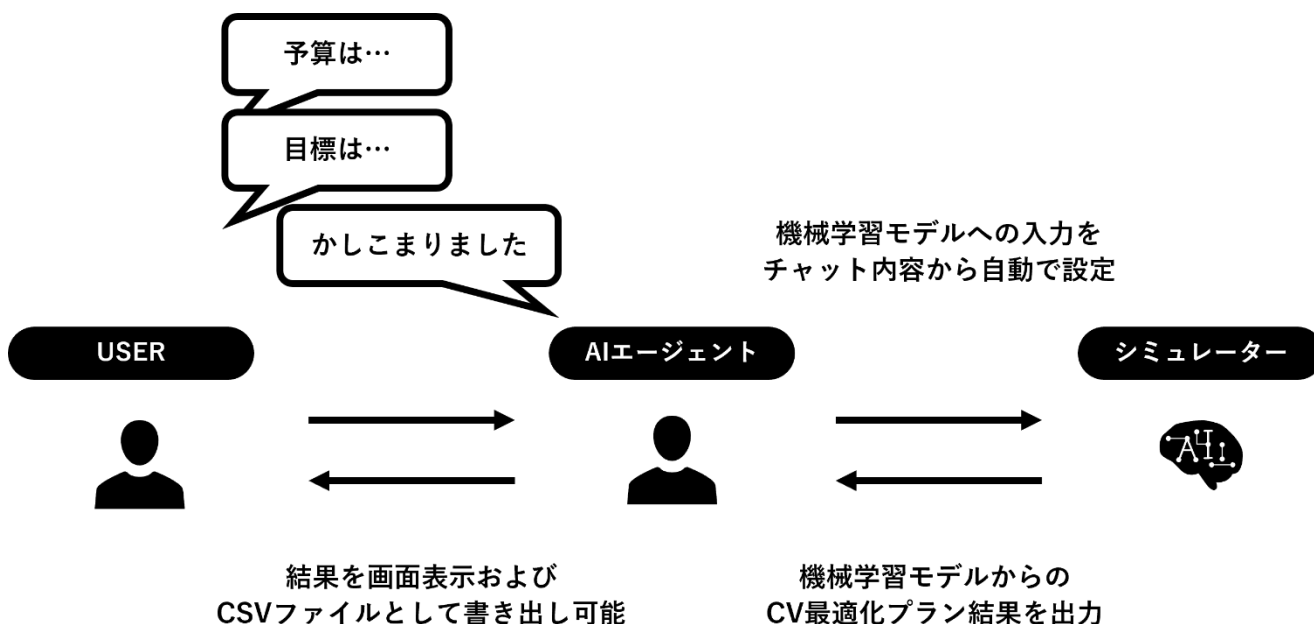 予算は…
目標は…
かしこまりました
機械学習モデルへの入力を
チャット内容から自動で設定
USER
AIエージェント
シミュレーター
AI
結果を画面表示および
CSVファイルとして書き出し可能
機械学習モデルからの
CV最適化プラン結果を出力